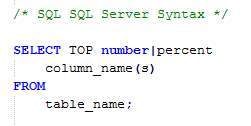 /* SQL SQL Server Syntax */
SELECT TOP number|percent
column_name(s)
FROM
table_name;